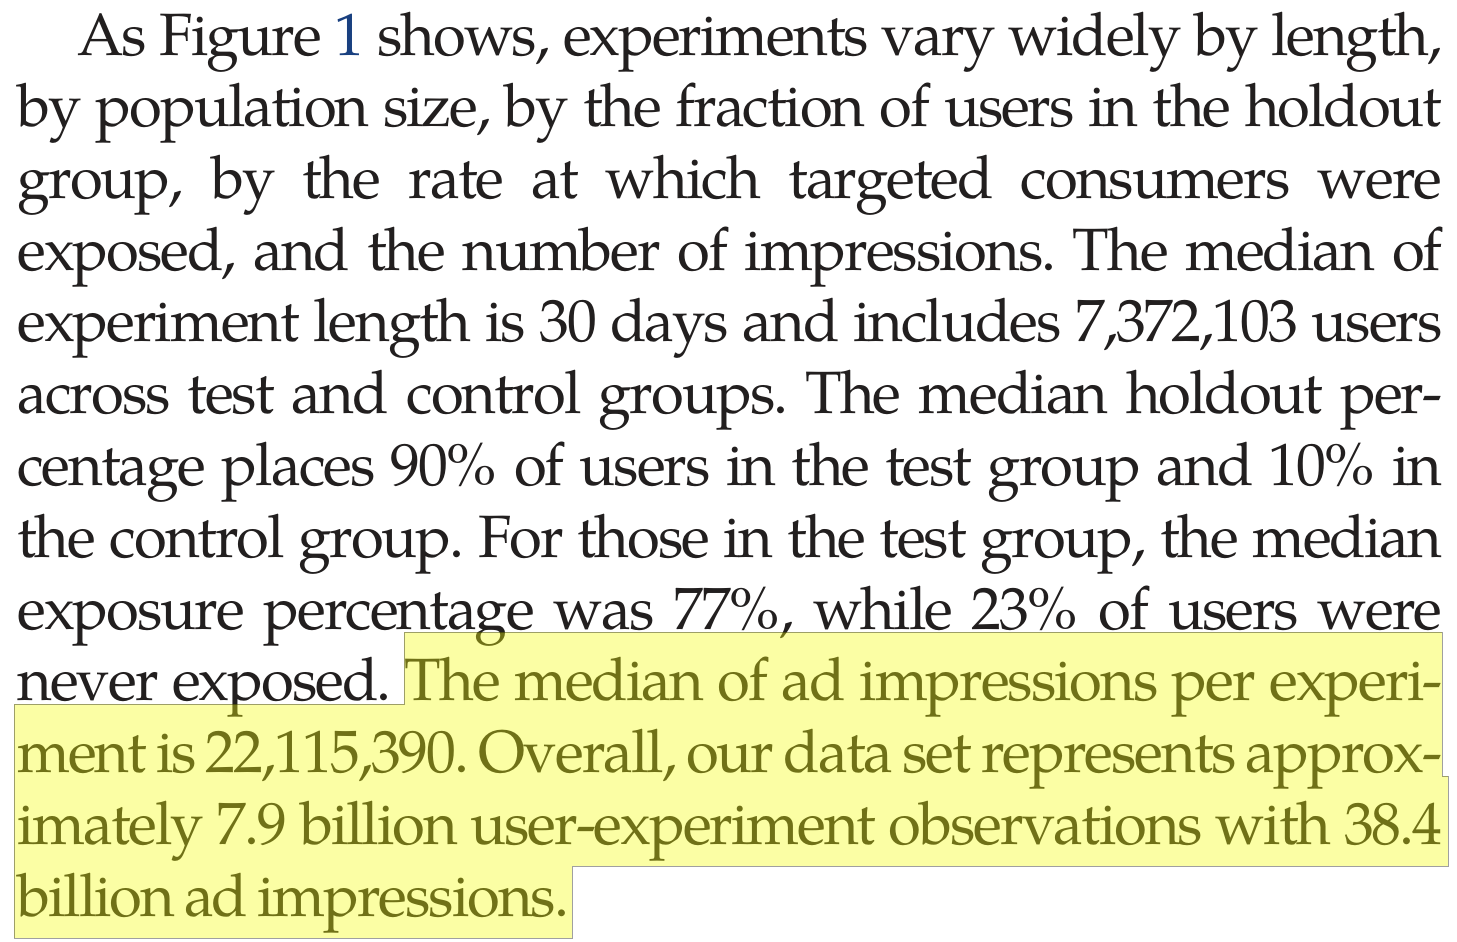 As Figure 1 shows, experiments vary widely by length,
by population size, by the fraction of users in the holdout
group, by the rate at which targeted consumers were
exposed, and the number of impressions. The median of
experiment length is 30 days and includes 7,372,103 users
across test and control groups. The median holdout per-
centage places 90% of users in the test group and 10% in
the control group. For those in the test group, the median
exposure percentage was 77%, while 23% of users were
never exposed. The median of ad impressions per experi-
ment is 22,115,390. Overall, our data set represents approx-
imately 7.9 billion user-experiment observations with 38.4
billion ad impressions.